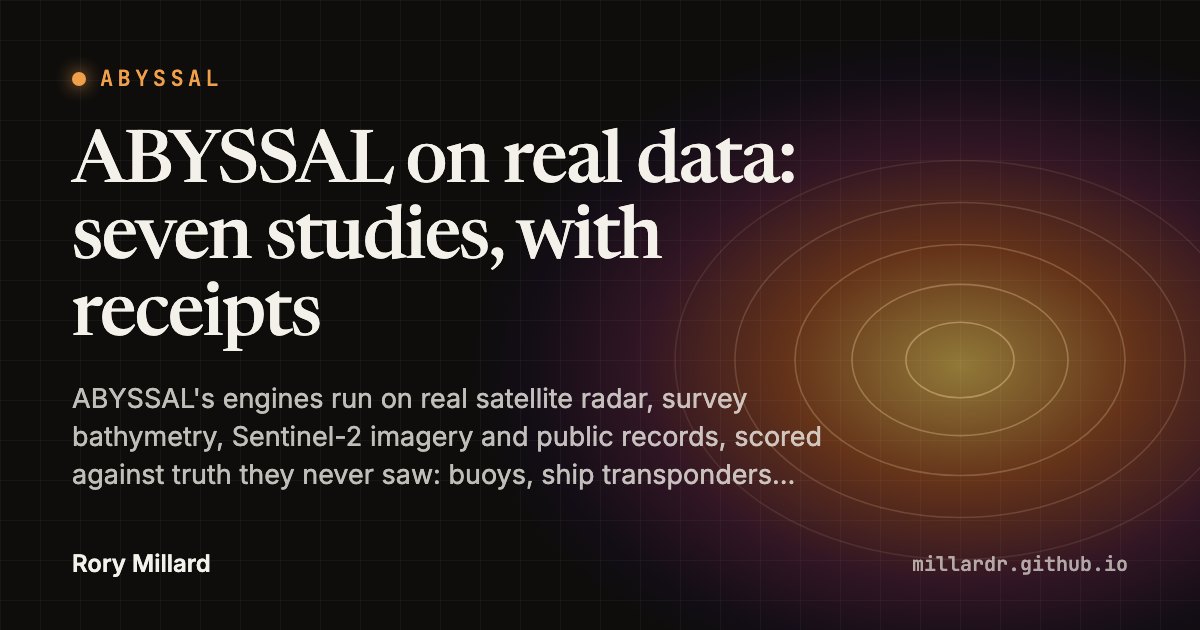 ABYSSAL
ABYSSAL on real data:
seven studies, with
receipts
ABYSSAL's engines run on real satellite radar, survey
bathymetry, Sentinel-2 imagery and public records, scored
against truth they never saw: buoys, ship transponders...
Rory Millard
millardr.github.io